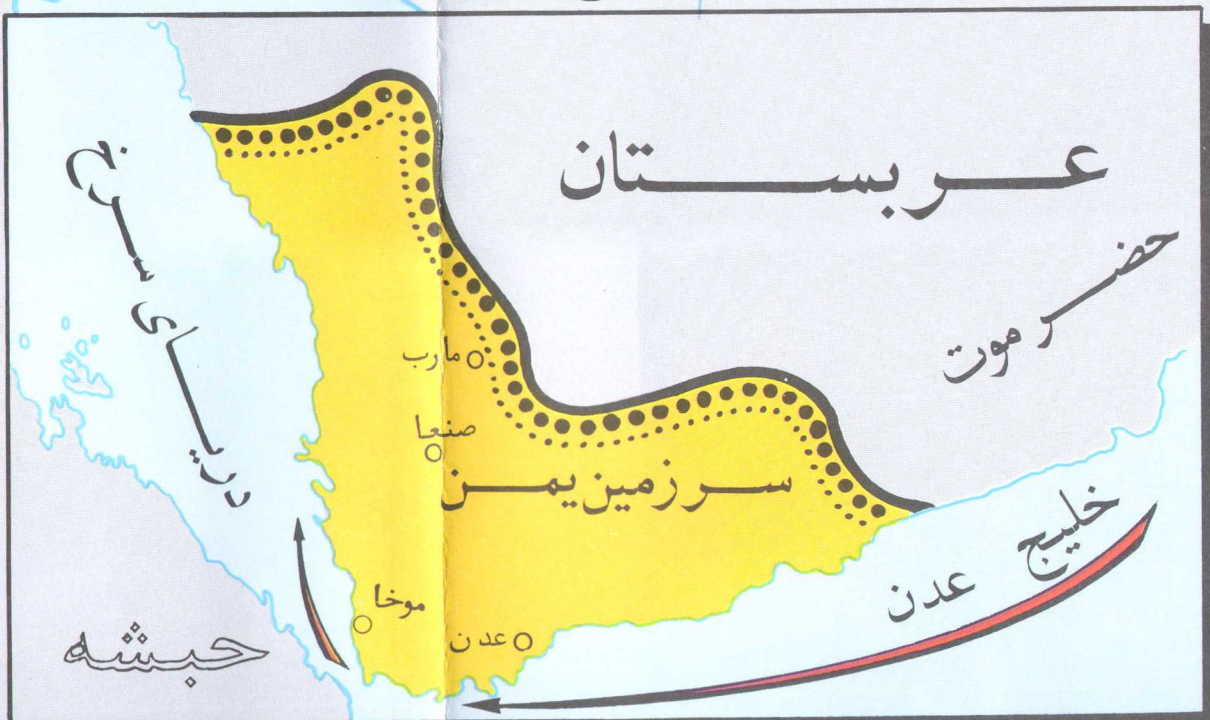 عربستان
حضرموت
دریای سرخ
مارب
صنعا
سرزمین یمن
خلیج عدن
موخا
عدن
حبشه